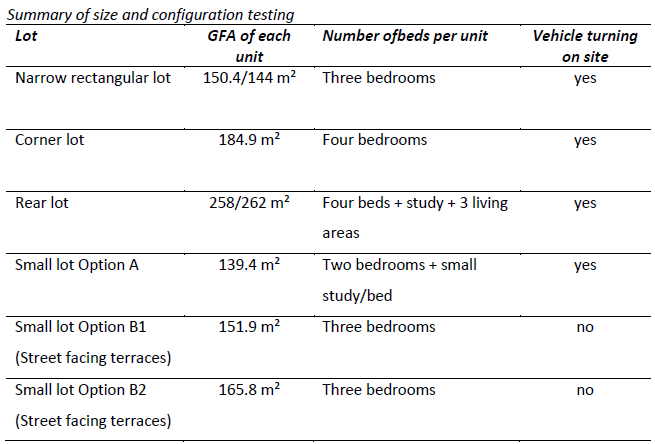 Summary of size and configuration testing
Lot GFA of each unit Number ofbeds per unit Vehicle turning on site
Narrow rectangular lot 150.4/144 m² Three bedrooms yes
Corner lot 184.9 m² Four bedrooms yes
Rear lot 258/262 m² Four beds + study + 3 living areas yes
Small lot Option A 139.4 m² Two bedrooms + small study/bed yes
Small lot Option B1 (Street facing terraces) 151.9 m² Three bedrooms no
Small lot Option B2 (Street facing terraces) 165.8 m² Three bedrooms no